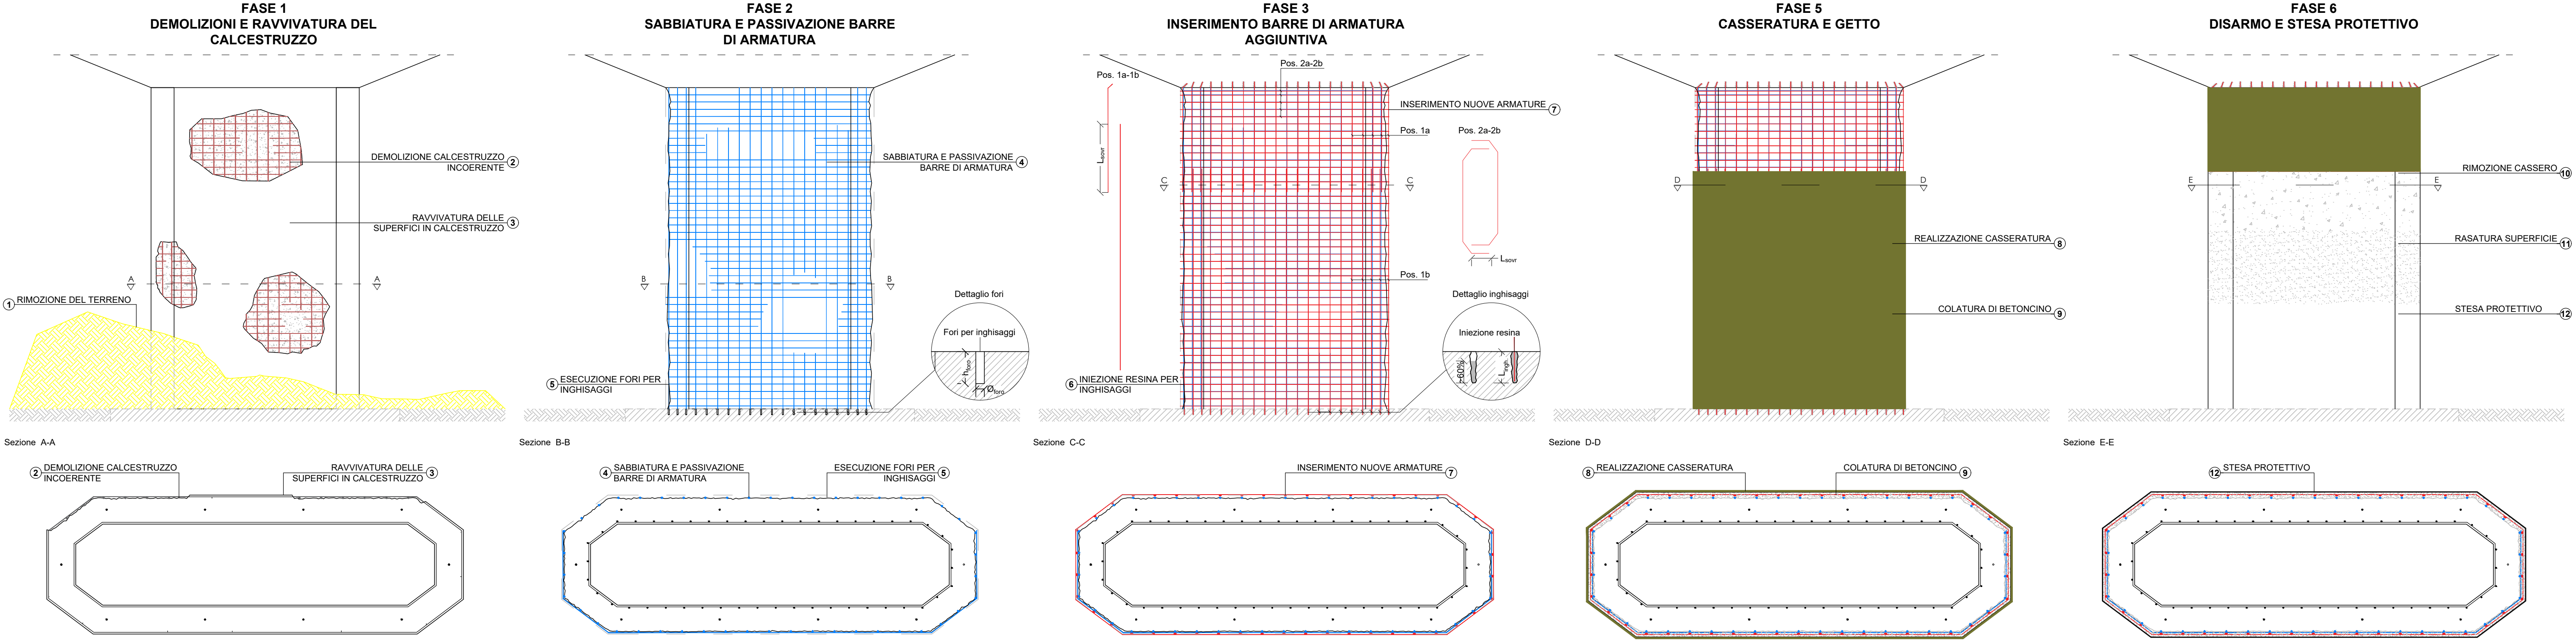 FASE 1
DEMOLIZIONI E RAVVIVATURA DEL
CALCESTRUZZO
DEMOLIZIONE CALCESTRUZZO
INCOERENTE
2
RAVVIVATURA DELLE
SUPERFICI IN CALCESTRUZZO
3
A
A
1
RIMOZIONE DEL TERRENO
Sezione A-A
2
DEMOLIZIONE CALCESTRUZZO
INCOERENTE
RAVVIVATURA DELLE
SUPERFICI IN CALCESTRUZZO
3
FASE 2
SABBIATURA E PASSIVAZIONE BARRE
DI ARMATURA
SABBIATURA E PASSIVAZIONE
BARRE DI ARMATURA
4
B
B
Dettaglio fori
Fori per inghisaggi
hforo
Øforo
5
ESECUZIONE FORI PER
INGHISAGGI
Sezione B-B
4
SABBIATURA E PASSIVAZIONE
BARRE DI ARMATURA
ESECUZIONE FORI PER
INGHISAGGI
5
FASE 3
INSERIMENTO BARRE DI ARMATURA
AGGIUNTIVA
Pos. 2a-2b
Pos. 1a-1b
INSERIMENTO NUOVE ARMATURE
7
Pos. 1a
Pos. 2a-2b
Lsovr
C
C
Lsovr
Pos. 1b
Dettaglio inghisaggi
Iniezione resina
~60%
Lingh
6
INIEZIONE RESINA PER
INGHISAGGI
Sezione C-C
INSERIMENTO NUOVE ARMATURE
7
FASE 5
CASSERATURA E GETTO
D
D
REALIZZAZIONE CASSERATURA
8
COLATURA DI BETONCINO
9
Sezione D-D
8
REALIZZAZIONE CASSERATURA
COLATURA DI BETONCINO
9
FASE 6
DISARMO E STESA PROTETTIVO
RIMOZIONE CASSERO
10
E
E
RASATURA SUPERFICIE
11
STESA PROTETTIVO
12
Sezione E-E
12
STESA PROTETTIVO